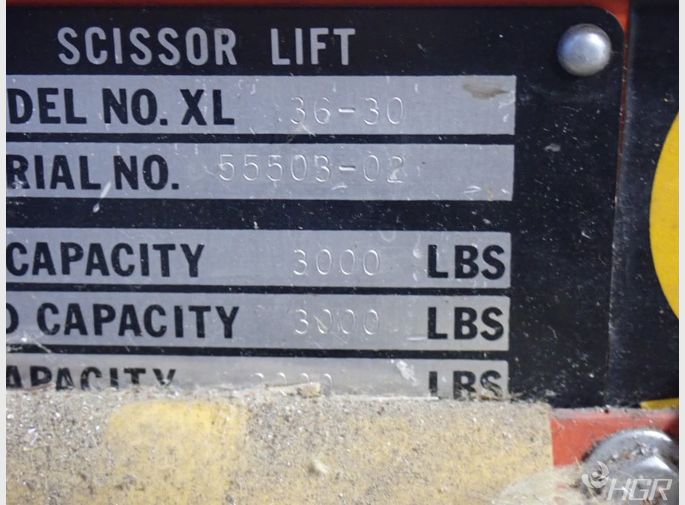 SCISSOR LIFT
DEL NO. XL 36-30
RIAL NO. 55503-02
CAPACITY 3000 LBS
D CAPACITY 3000 LBS
CAPACITY LBS
HGR